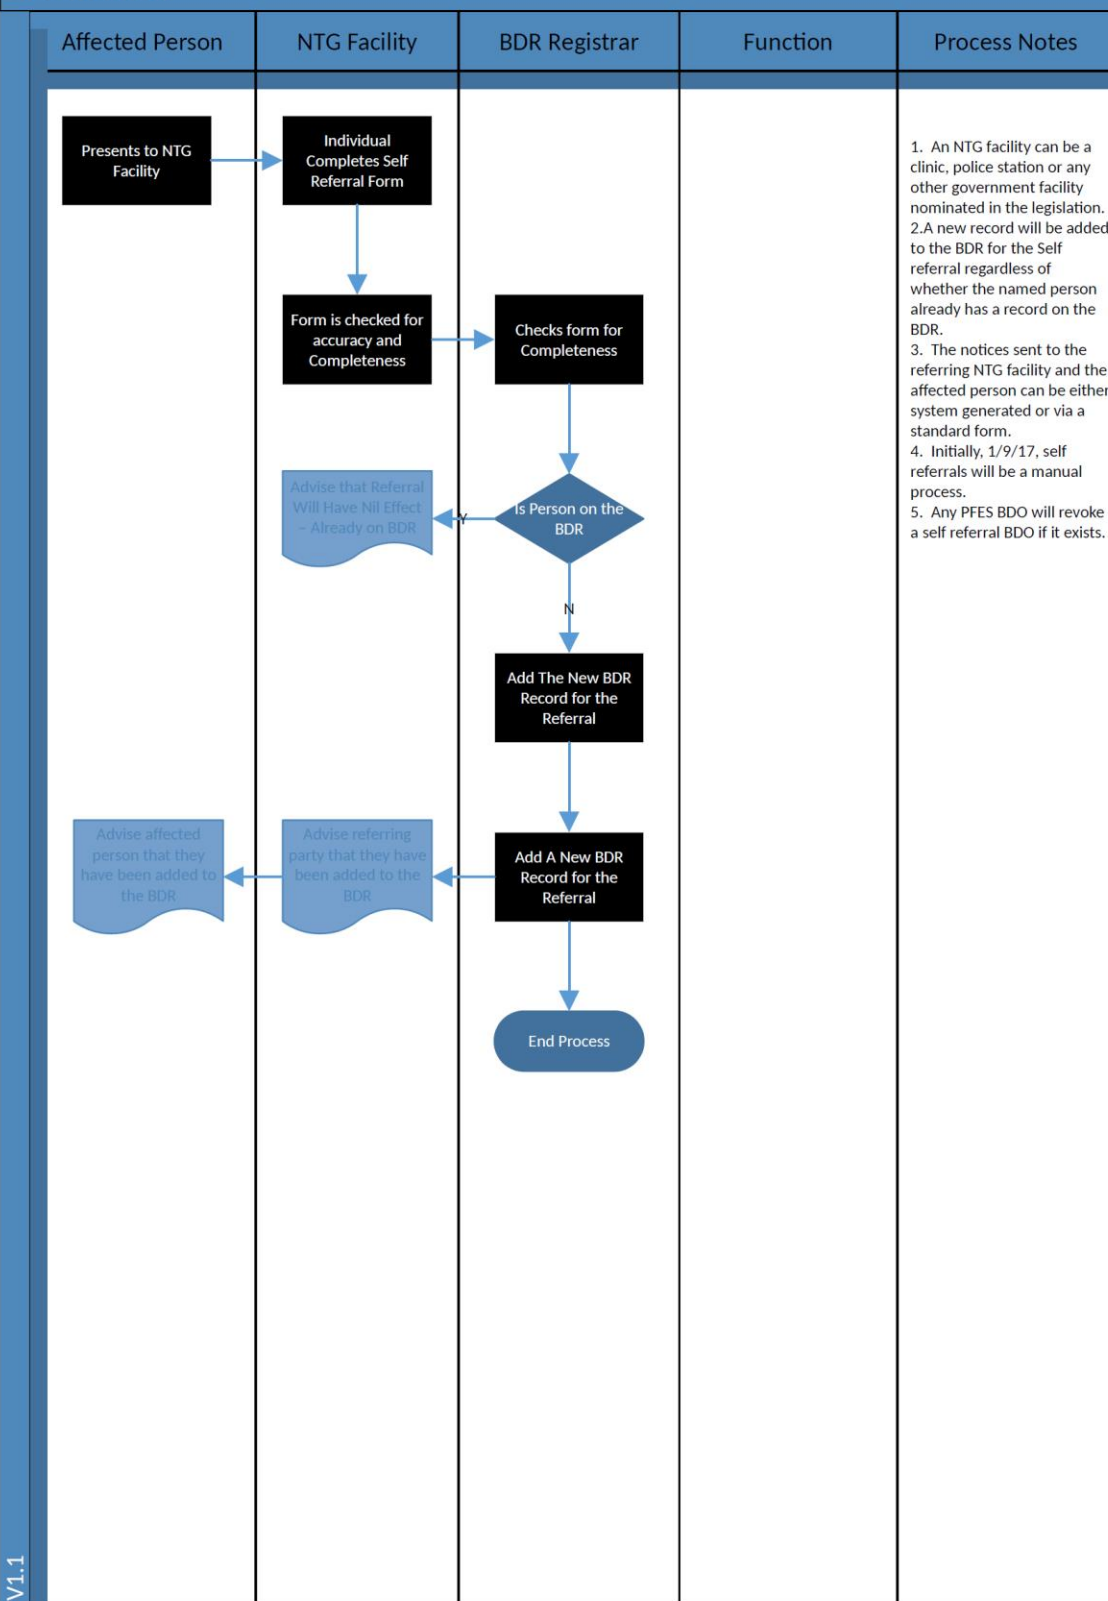 Affected Person
NTG Facility
BDR Registrar
Function
Process Notes
Presents to NTG
Facility
Individual
Completes Self
Referral Form
Form is checked for
accuracy and
Completeness
Checks form for
Completeness
Is Person on the
BDR
Y
Advise that Referral
Will Have Nil Effect
– Already on BDR
N
Add The New BDR
Record for the
Referral
Add A New BDR
Record for the
Referral
Advise referring
party that they have
been added to the
BDR
Advise affected
person that they
have been added to
the BDR
End Process
1. An NTG facility can be a
clinic, police station or any
other government facility
nominated in the legislation.
2.A new record will be added
to the BDR for the Self
referral regardless of
whether the named person
already has a record on the
BDR.
3. The notices sent to the
referring NTG facility and the
affected person can be either
system generated or via a
standard form.
4. Initially, 1/9/17, self
referrals will be a manual
process.
5. Any PFES BDO will revoke
a self referral BDO if it exists.
V1.1